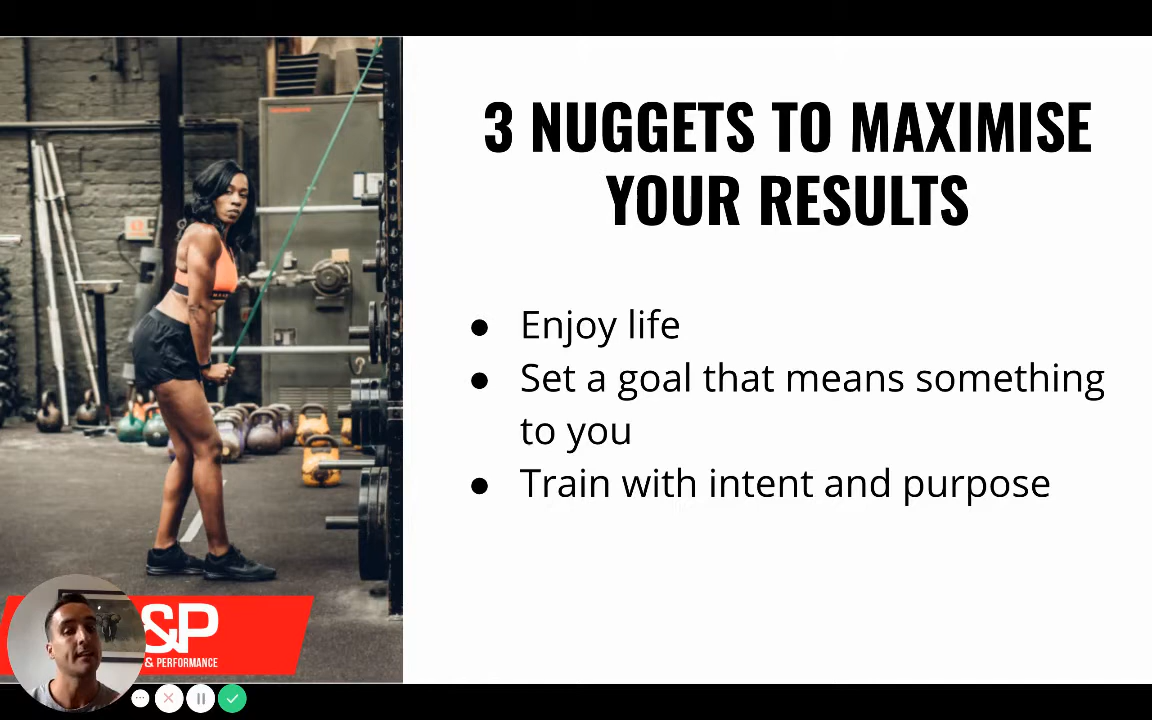 3 NUGGETS TO MAXIMISE
YOUR RESULTS
● Enjoy life
● Set a goal that means something
to you
● Train with intent and purpose
&P
& PERFORMANCE